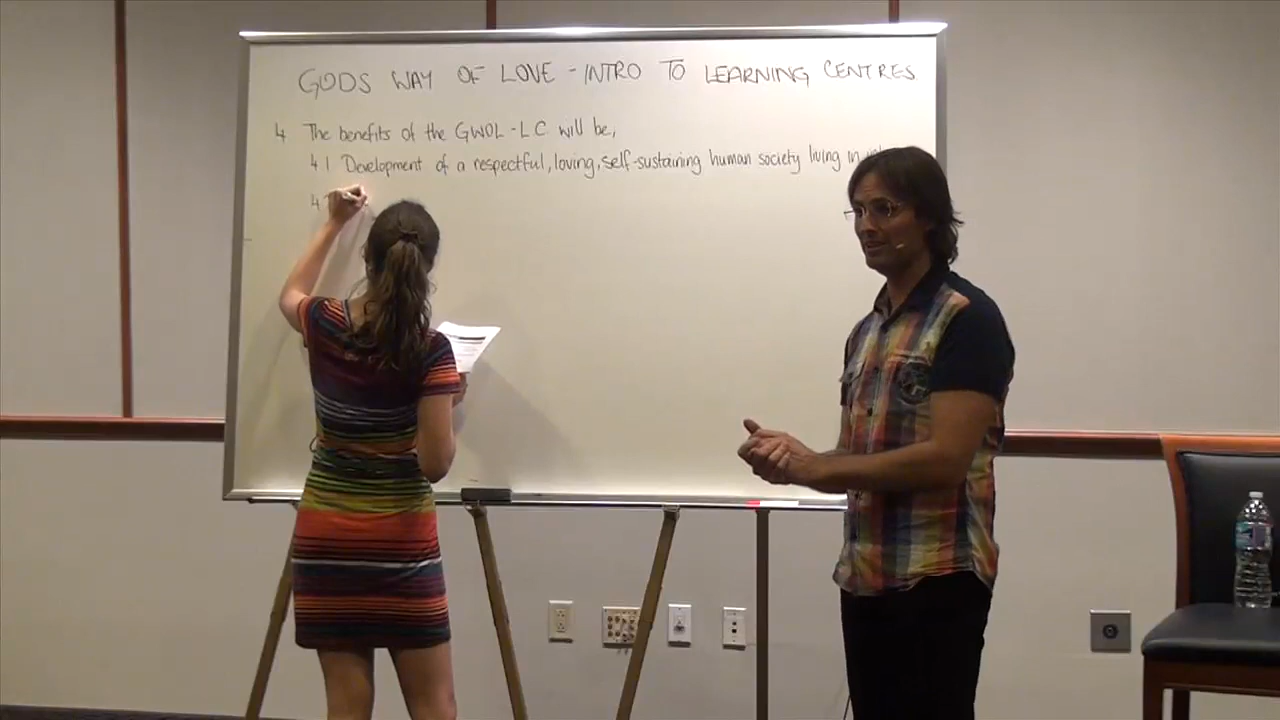 GODS WAY OF LOVE - INTRO TO LEARNING CENTRES
4 The benefits of the GWOL - L C will be,
4 1 Development of a respectful, loving, self-sustaining human society living in
4